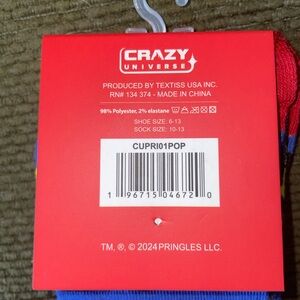 CRAZY
UNIVERSE
PRODUCED BY TEXTISS USA INC.
RN# 134 374 - MADE IN CHINA
98% Polyester, 2% elastane
SHOE SIZE: 6-13
SOCK SIZE: 10-13
CUPRI01POP
1 96715 04672 0
TM, ®, © 2024 PRINGLES LLC.